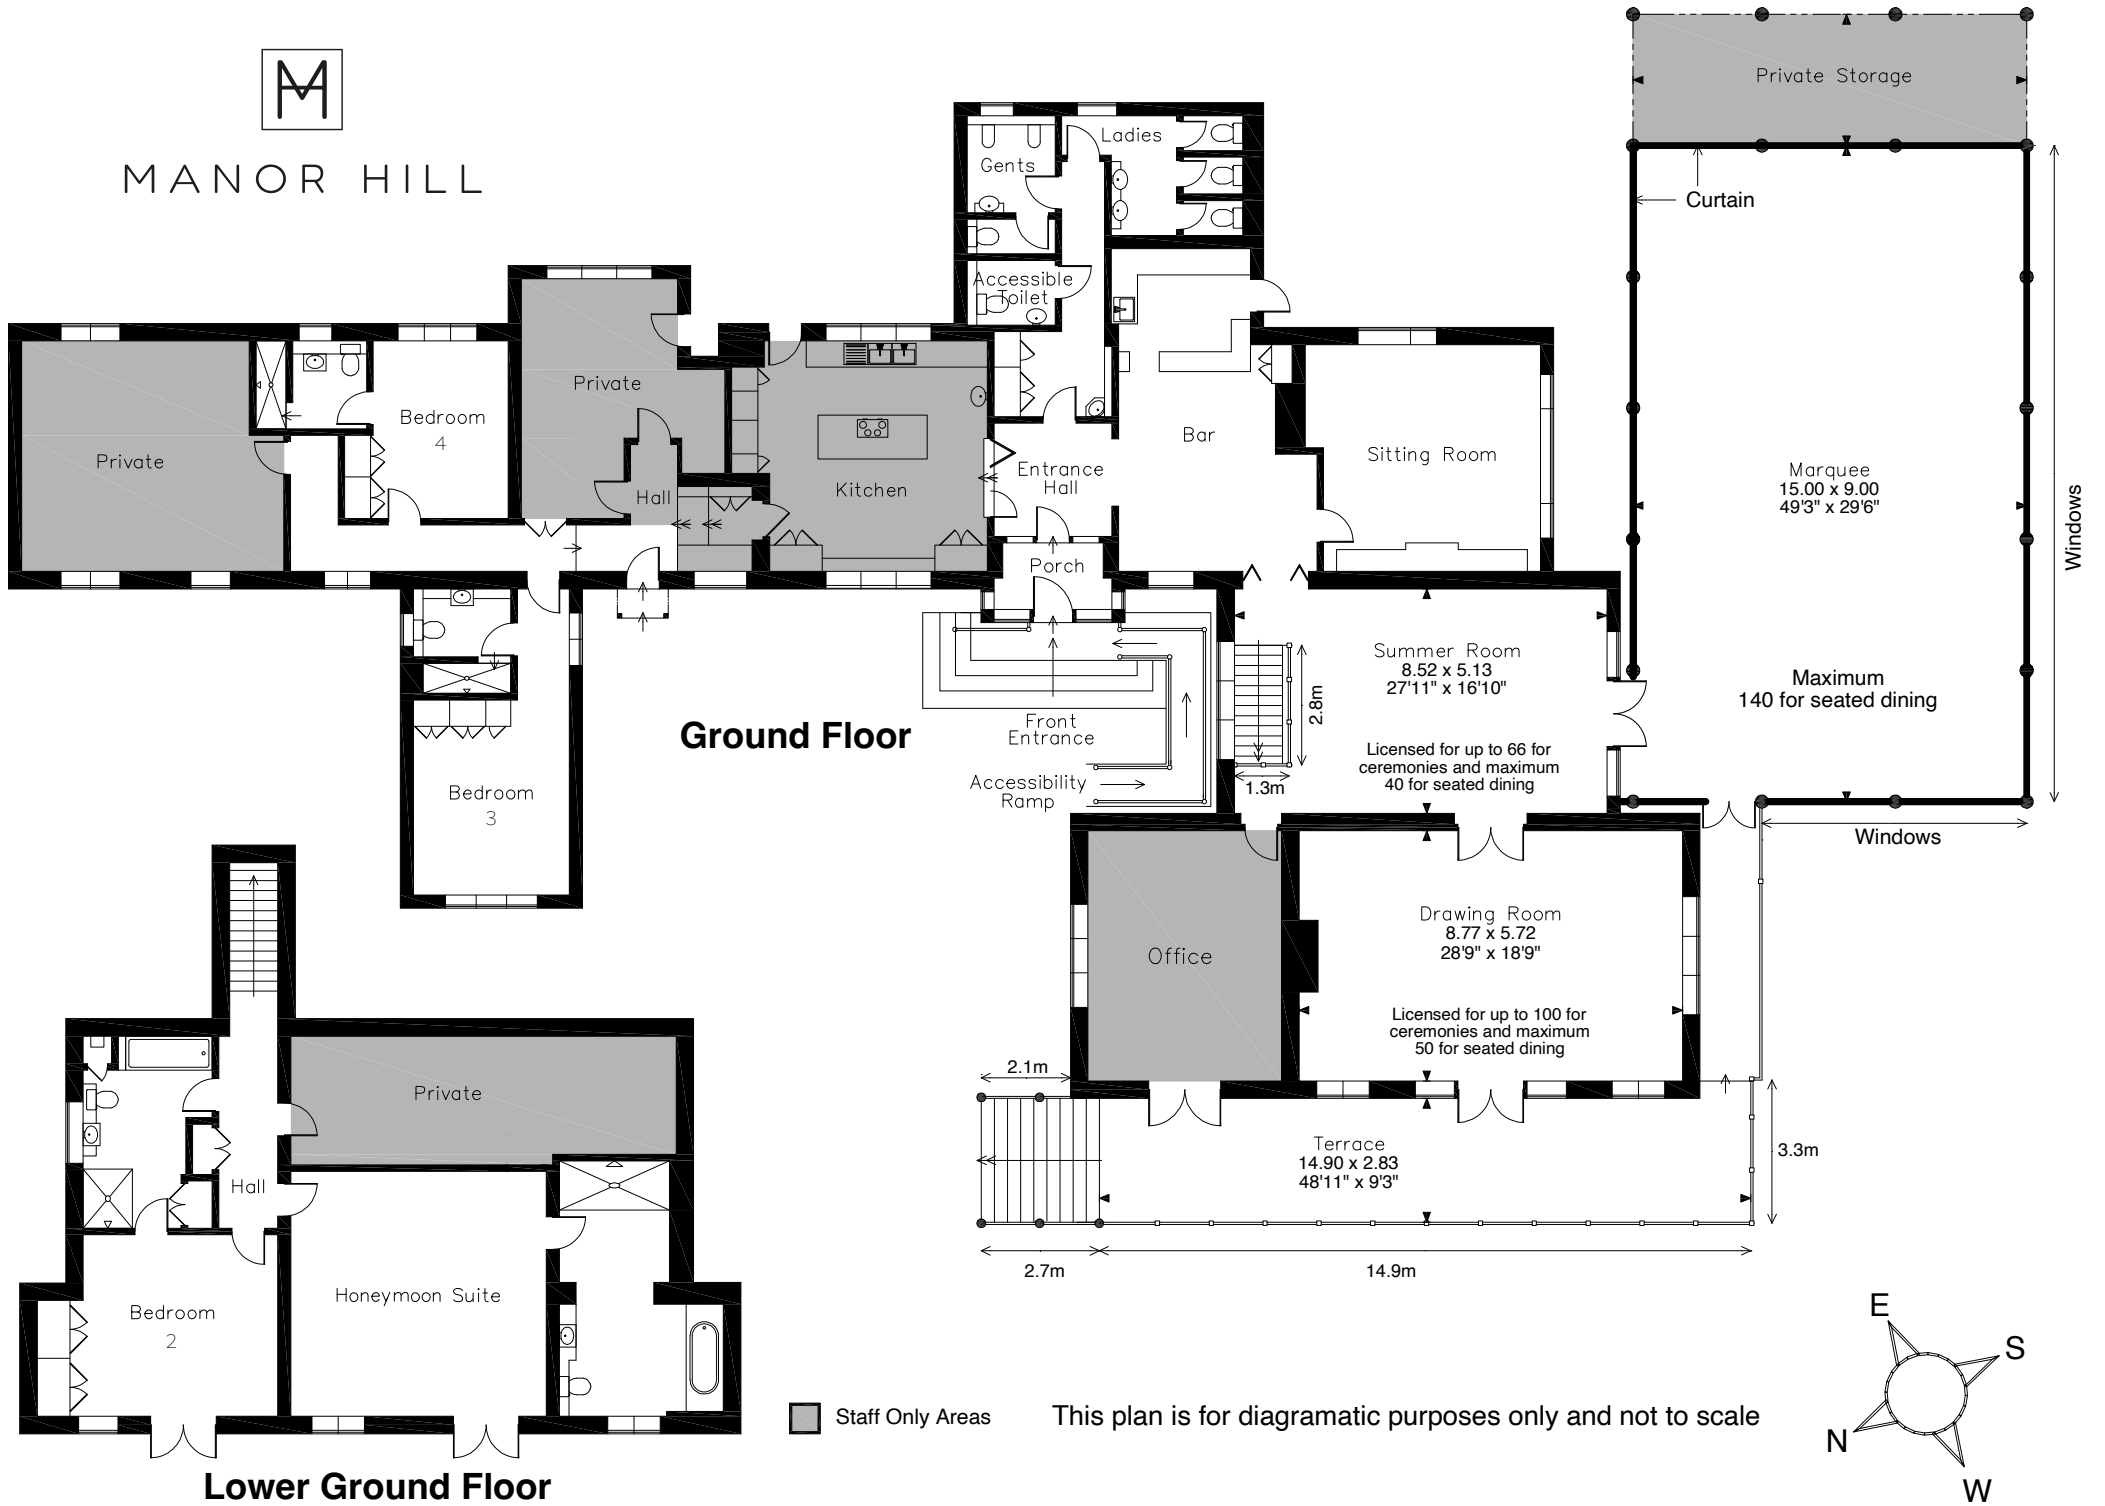 MH
MANOR HILL
Private Storage
Curtain
Ladies
Gents
Accessible
Toilet
Private
Bedroom
4
Private
Hall
Kitchen
Entrance
Hall
Porch
Bar
Sitting Room
Marquee
15.00 x 9.00
49'3" x 29'6"
Windows
Maximum
140 for seated dining
Windows
Summer Room
8.52 x 5.13
27'11" x 16'10"
Licensed for up to 66 for
ceremonies and maximum
40 for seated dining
2.8m
1.3m
Front
Entrance
Accessibility
Ramp
Ground Floor
Bedroom
3
Office
Drawing Room
8.77 x 5.72
28'9" x 18'9"
Licensed for up to 100 for
ceremonies and maximum
50 for seated dining
2.1m
Terrace
14.90 x 2.83
48'11" x 9'3"
3.3m
2.7m
14.9m
Private
Hall
Bedroom
2
Honeymoon Suite
Lower Ground Floor
Staff Only Areas
This plan is for diagramatic purposes only and not to scale
E
S
N
W